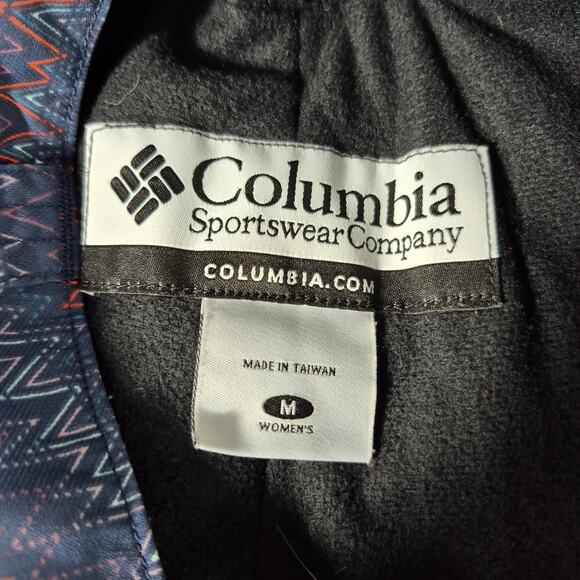 Columbia
Sportswear Company
COLUMBIA.COM
MADE IN TAIWAN
M
WOMEN'S